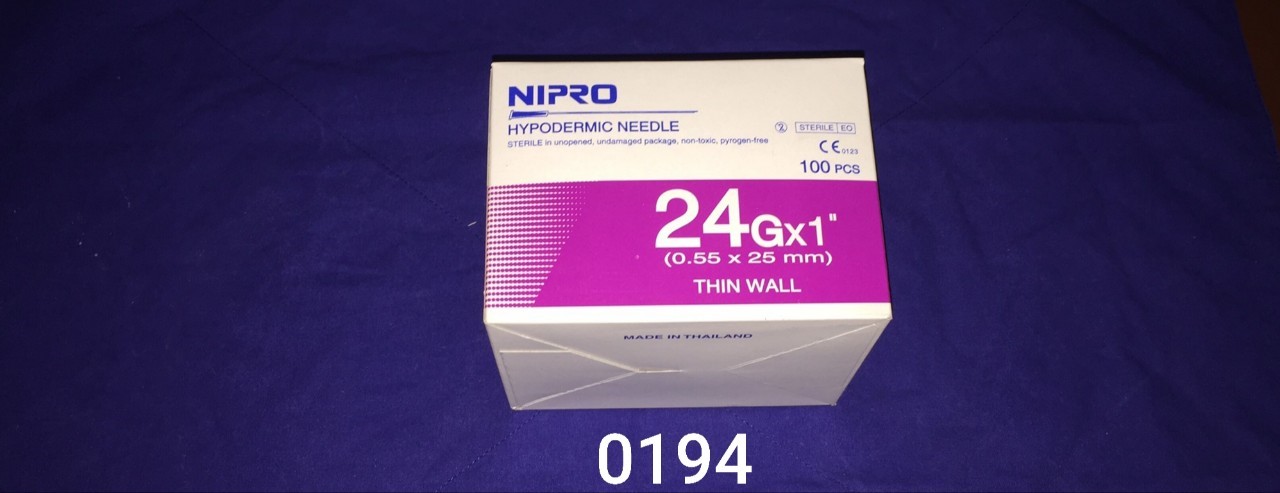 NIPRO
HYPODERMIC NEEDLE
STERILE in unopened, undamaged package, non-toxic, pyrogen-free
② STERILE EO
CE 0123
100 PCS
24Gx1"
(0.55 x 25 mm)
THIN WALL
MADE IN THAILAND
0194